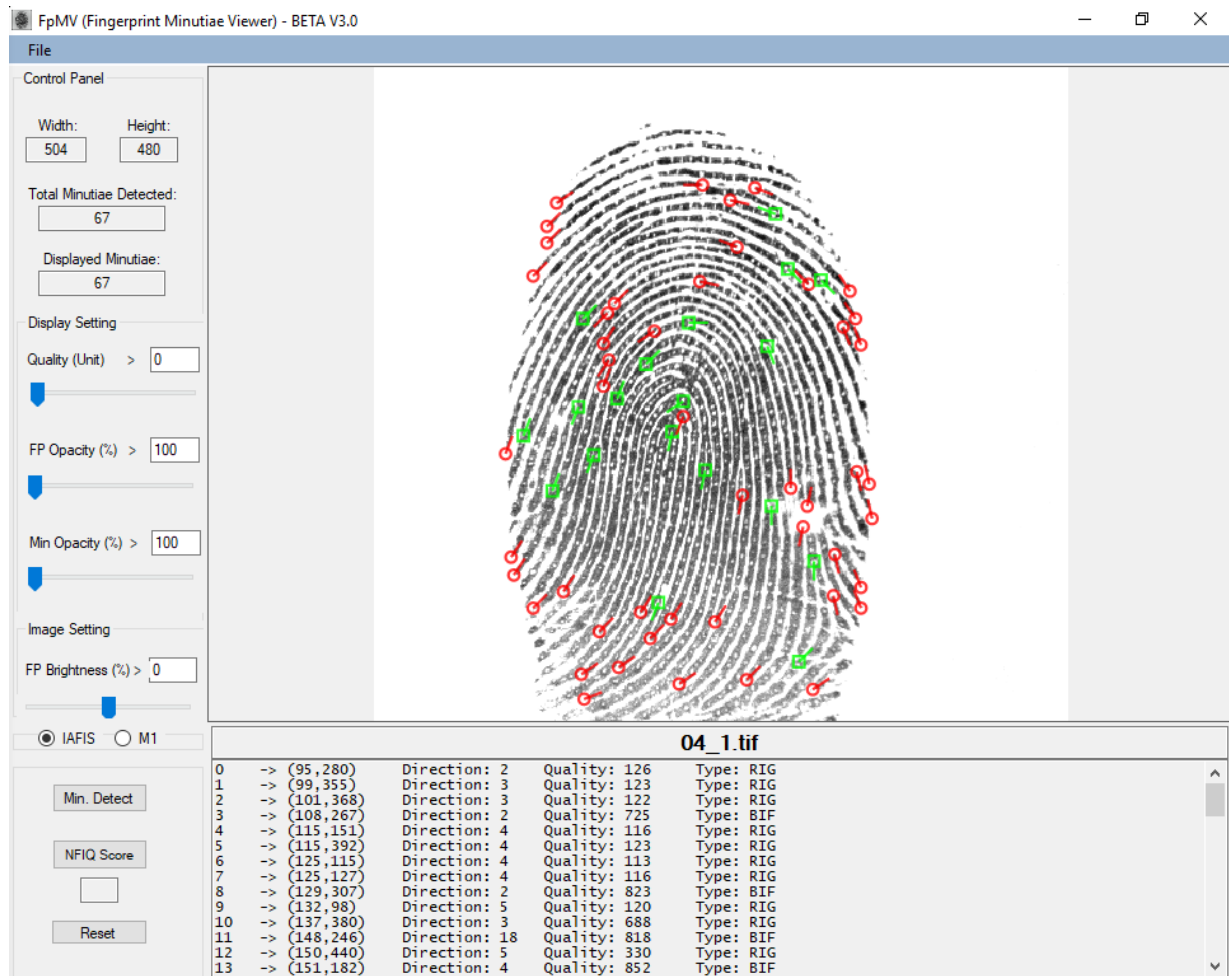 FpMV (Fingerprint Minutiae Viewer) - BETA V3.0
File
Control Panel
Width: Height:
504 480
Total Minutiae Detected:
67
Displayed Minutiae:
67
Display Setting
Quality (Unit) > 0
FP Opacity (%) > 100
Min Opacity (%) > 100
Image Setting
FP Brightness (%) > 0
IAFIS M1
Min. Detect
NFIQ Score
Reset
04_1.tif
0 -> (95,280) Direction: 2 Quality: 126 Type: RIG
1 -> (99,355) Direction: 3 Quality: 123 Type: RIG
2 -> (101,368) Direction: 3 Quality: 122 Type: RIG
3 -> (108,267) Direction: 2 Quality: 725 Type: BIF
4 -> (115,151) Direction: 4 Quality: 116 Type: RIG
5 -> (115,392) Direction: 4 Quality: 123 Type: RIG
6 -> (125,115) Direction: 4 Quality: 113 Type: RIG
7 -> (125,127) Direction: 4 Quality: 116 Type: RIG
8 -> (129,307) Direction: 2 Quality: 823 Type: BIF
9 -> (132,98) Direction: 5 Quality: 120 Type: RIG
10 -> (137,380) Direction: 3 Quality: 688 Type: RIG
11 -> (148,246) Direction: 18 Quality: 818 Type: BIF
12 -> (150,440) Direction: 5 Quality: 330 Type: RIG
13 -> (151,182) Direction: 4 Quality: 852 Type: BIF